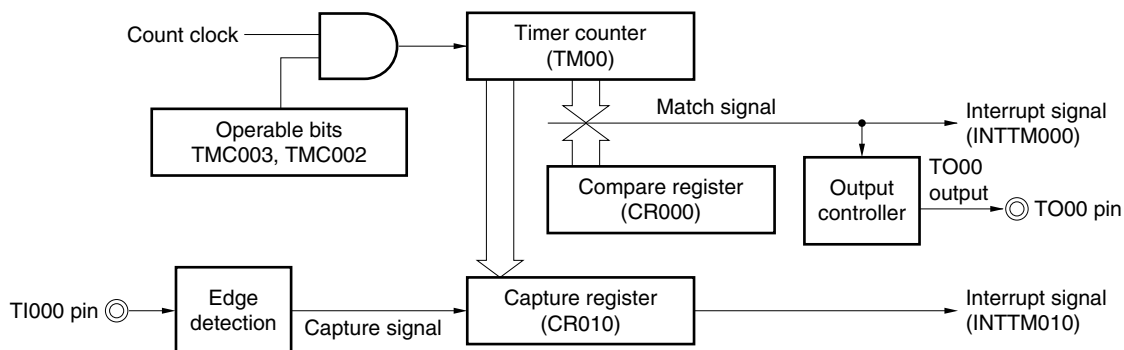 Count clock
Timer counter
(TM00)
Operable bits
TMC003, TMC002
Match signal
Interrupt signal
(INTTM000)
Compare register
(CR000)
Output
controller
TO00
output
TO00 pin
TI000 pin
Edge
detection
Capture signal
Capture register
(CR010)
Interrupt signal
(INTTM010)